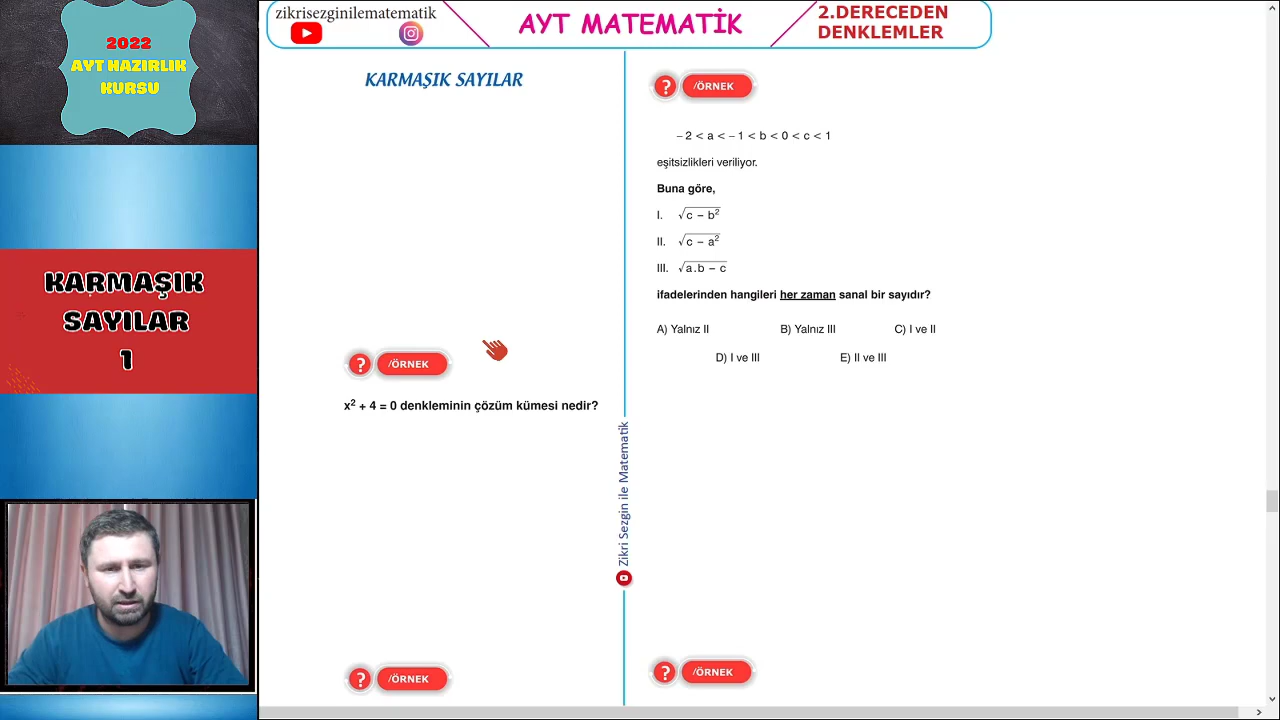 2022
AYT HAZIRLIK
KURSU
KARMAŞIK
SAYILAR
1
zikrisezginilematematik
AYT MATEMATİK
2.DERECEDEN
DENKLEMLER
KARMAŞIK SAYILAR
? /ÖRNEK
x² + 4 = 0 denkleminin çözüm kümesi nedir?
? /ÖRNEK
Zikri Sezgin ile Matematik
? /ÖRNEK
– 2 < a < – 1 < b < 0 < c < 1
eşitsizlikleri veriliyor.
Buna göre,
I. √(c – b²)
II. √(c – a²)
III. √(a.b – c)
ifadelerinden hangileri her zaman sanal bir sayıdır?
A) Yalnız II B) Yalnız III C) I ve II
D) I ve III E) II ve III
? /ÖRNEK